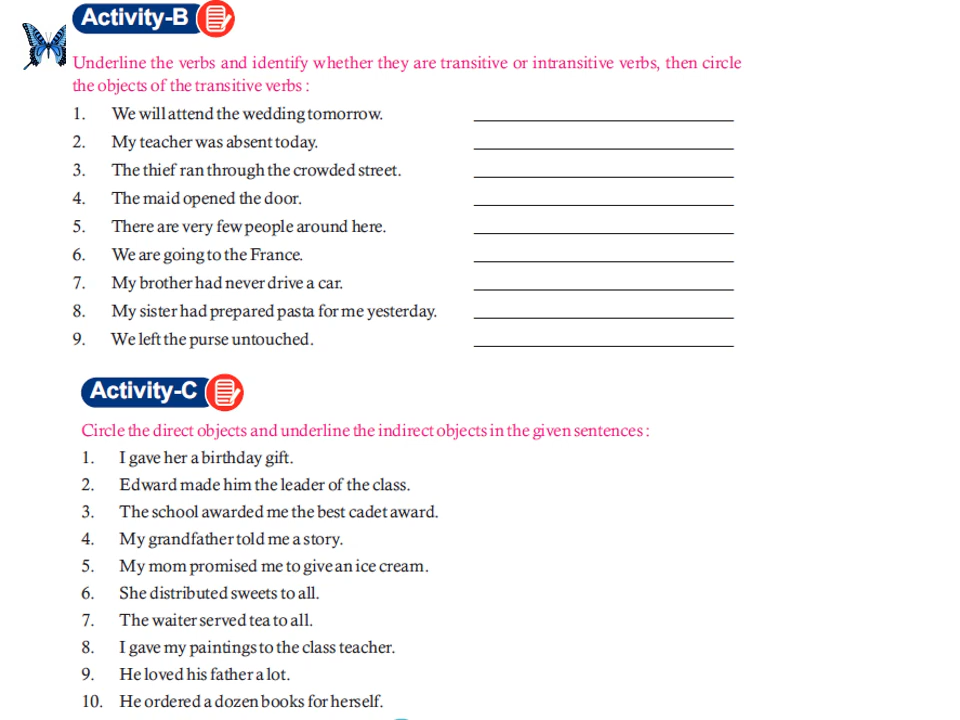 Activity-B
Underline the verbs and identify whether they are transitive or intransitive verbs, then circle
the objects of the transitive verbs :
1. We will attend the wedding tomorrow.
2. My teacher was absent today.
3. The thief ran through the crowded street.
4. The maid opened the door.
5. There are very few people around here.
6. We are going to the France.
7. My brother had never drive a car.
8. My sister had prepared pasta for me yesterday.
9. We left the purse untouched.
Activity-C
Circle the direct objects and underline the indirect objects in the given sentences :
1. I gave her a birthday gift.
2. Edward made him the leader of the class.
3. The school awarded me the best cadet award.
4. My grandfather told me a story.
5. My mom promised me to give an ice cream.
6. She distributed sweets to all.
7. The waiter served tea to all.
8. I gave my paintings to the class teacher.
9. He loved his father a lot.
10. He ordered a dozen books for herself.